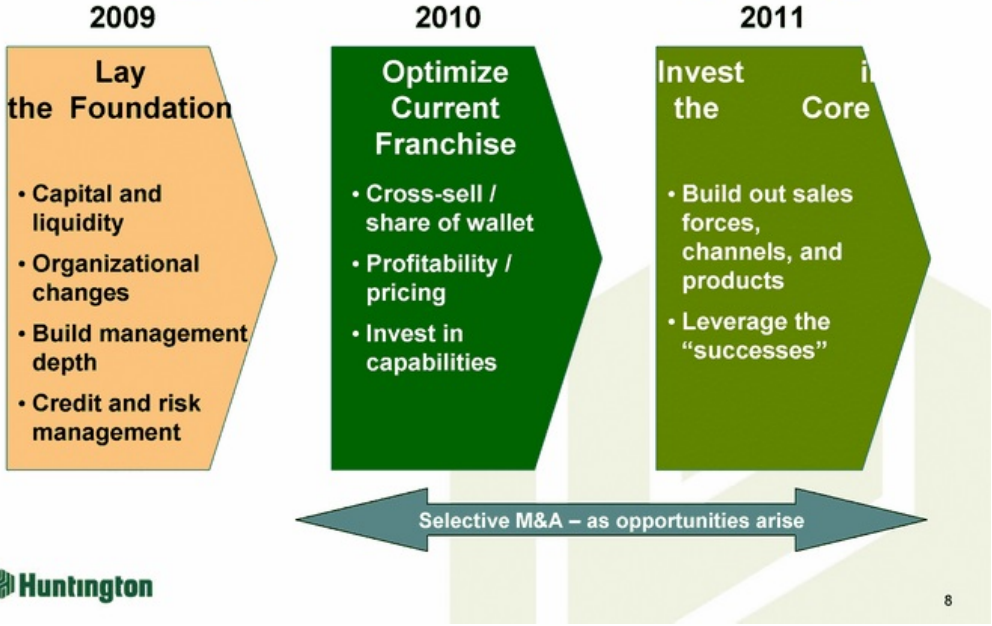 2009
Lay
the Foundation
• Capital and
liquidity
• Organizational
changes
• Build management
depth
• Credit and risk
management
2010
Optimize
Current
Franchise
• Cross-sell /
share of wallet
• Profitability /
pricing
• Invest in
capabilities
2011
Invest in
the Core
• Build out sales
forces,
channels, and
products
• Leverage the
“successes”
Selective M&A – as opportunities arise
Huntington
8